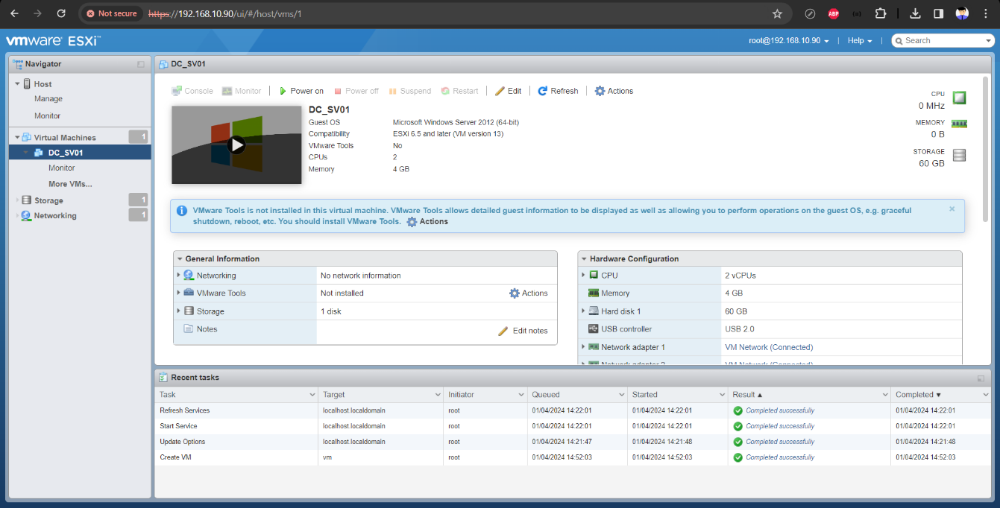 Not secure https://192.168.10.90/ui/#/host/vms/1
ABP
vmware ESXi™
root@192.168.10.90 | Help | Search
Navigator
Host
Manage
Monitor
Virtual Machines 1
DC_SV01
Monitor
More VMs...
Storage 1
Networking 1
DC_SV01
Console Monitor | Power on Power off Suspend Restart | Edit | Refresh | Actions
DC_SV01
Guest OS Microsoft Windows Server 2012 (64-bit)
Compatibility ESXi 6.5 and later (VM version 13)
VMware Tools No
CPUs 2
Memory 4 GB
CPU
0 MHz
MEMORY
0 B
STORAGE
60 GB
VMware Tools is not installed in this virtual machine. VMware Tools allows detailed guest information to be displayed as well as allowing you to perform operations on the guest OS, e.g. graceful
shutdown, reboot, etc. You should install VMware Tools. Actions
General Information
Networking No network information
VMware Tools Not installed Actions
Storage 1 disk
Notes Edit notes
Hardware Configuration
CPU 2 vCPUs
Memory 4 GB
Hard disk 1 60 GB
USB controller USB 2.0
Network adapter 1 VM Network (Connected)
Recent tasks
Task Target Initiator Queued Started Result ▲ Completed ▼
Refresh Services localhost.localdomain root 01/04/2024 14:22:01 01/04/2024 14:22:01 Completed successfully 01/04/2024 14:22:01
Start Service localhost.localdomain root 01/04/2024 14:22:01 01/04/2024 14:22:01 Completed successfully 01/04/2024 14:22:01
Update Options localhost.localdomain root 01/04/2024 14:21:47 01/04/2024 14:21:48 Completed successfully 01/04/2024 14:21:48
Create VM vm root 01/04/2024 14:52:03 01/04/2024 14:52:03 Completed successfully 01/04/2024 14:52:03